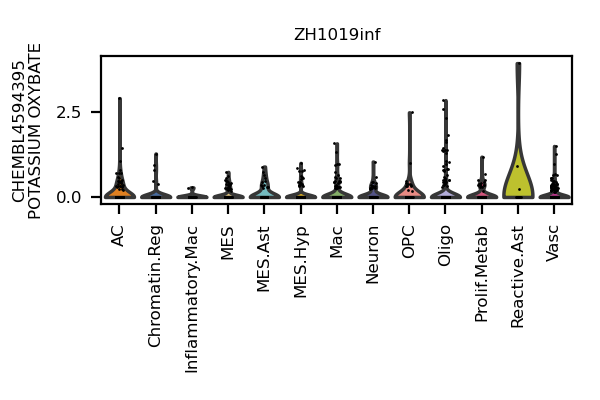 ZH1019inf
CHEMBL4594395
POTASSIUM OXYBATE
2.5
0.0
AC
Chromatin.Reg
Inflammatory.Mac
MES
MES.Ast
MES.Hyp
Mac
Neuron
OPC
Oligo
Prolif.Metab
Reactive.Ast
Vasc